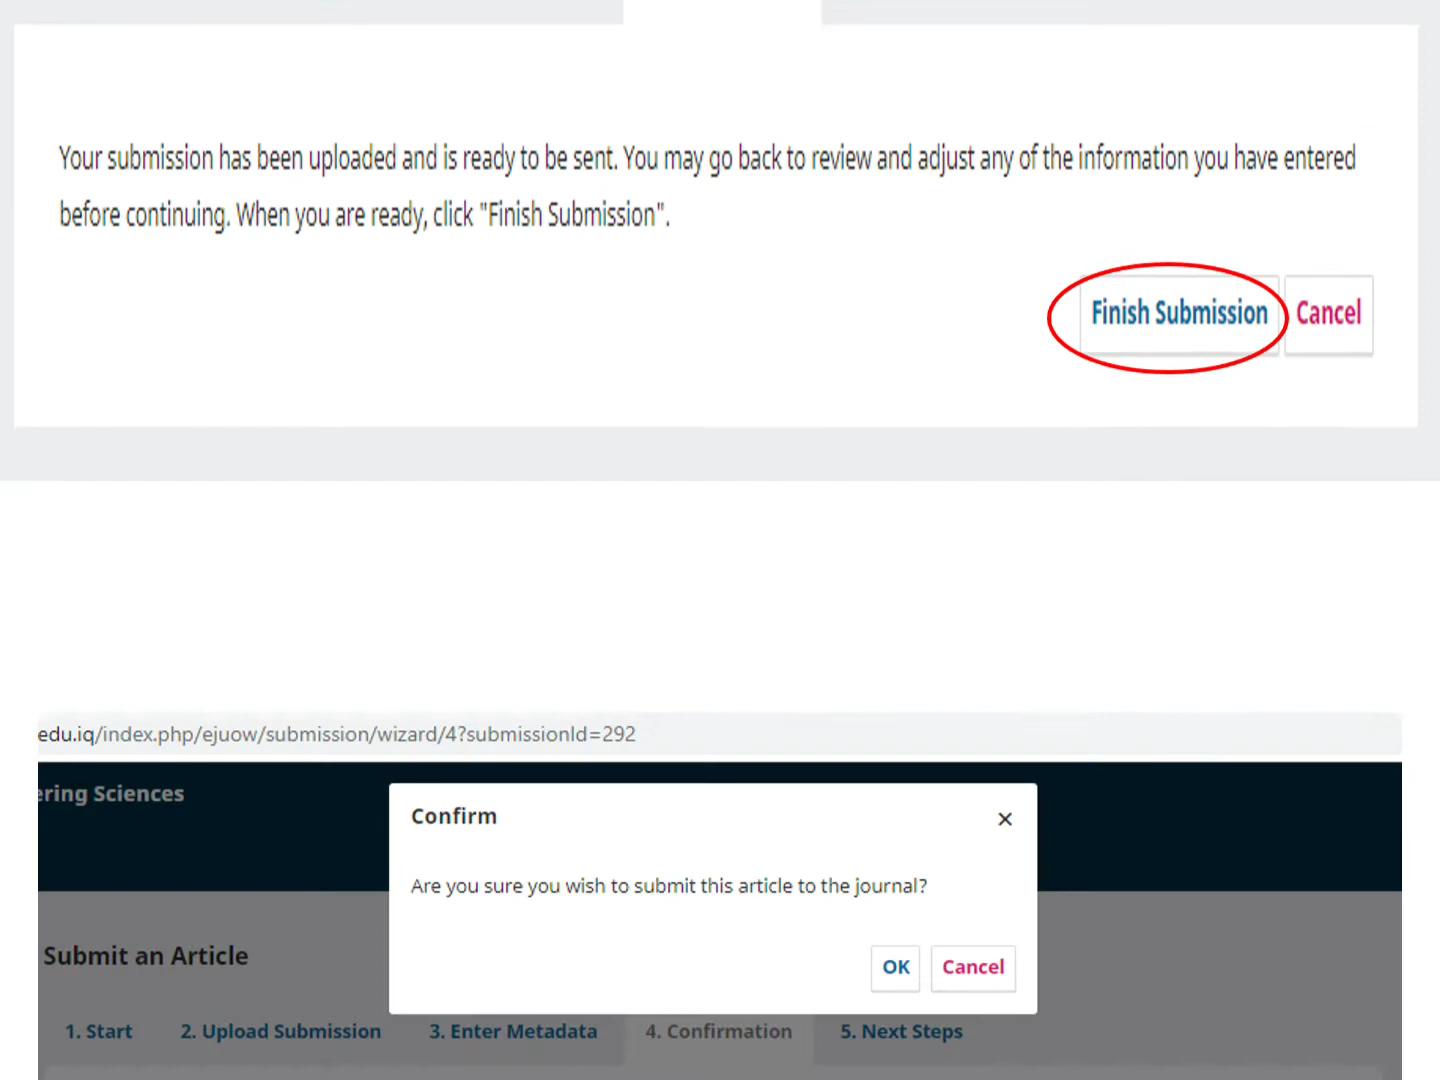 Your submission has been uploaded and is ready to be sent. You may go back to review and adjust any of the information you have entered
before continuing. When you are ready, click "Finish Submission".
Finish Submission Cancel
edu.iq/index.php/ejuow/submission/wizard/4?submissionId=292
ering Sciences
Confirm ×
Are you sure you wish to submit this article to the journal?
OK Cancel
Submit an Article
1. Start 2. Upload Submission 3. Enter Metadata 4. Confirmation 5. Next Steps